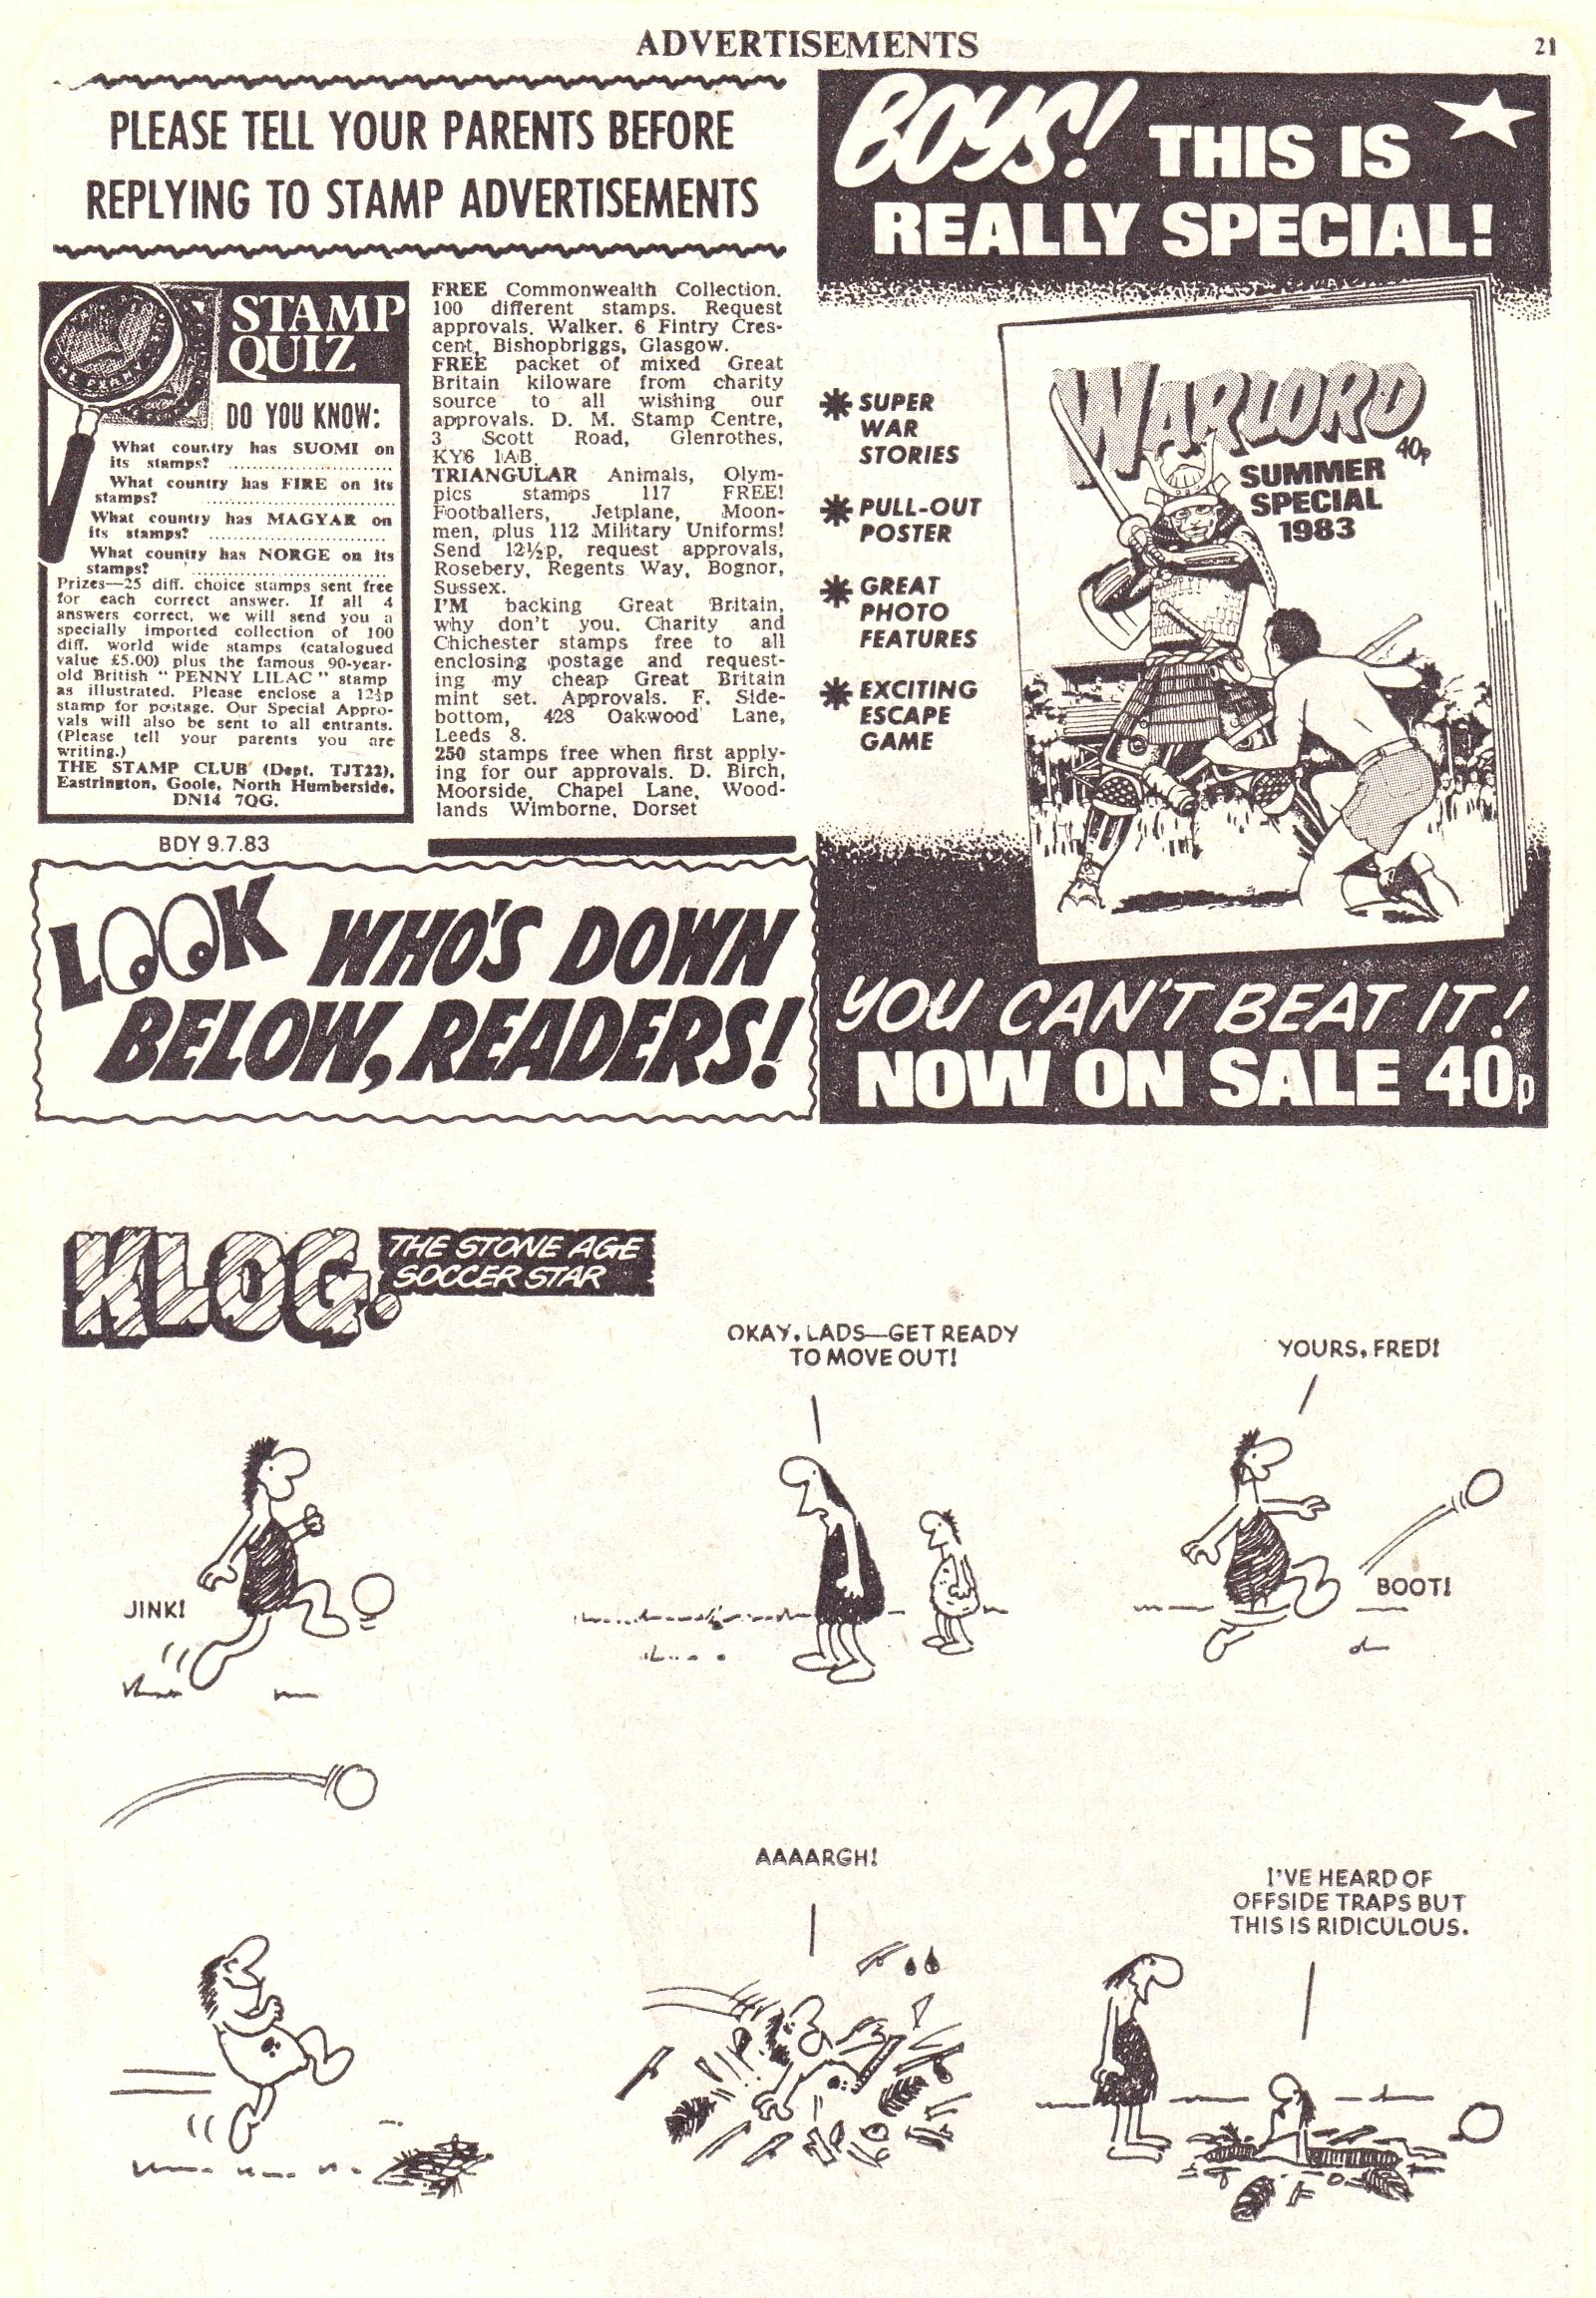 ADVERTISEMENTS
21
PLEASE TELL YOUR PARENTS BEFORE
REPLYING TO STAMP ADVERTISEMENTS
STAMP
QUIZ
DO YOU KNOW:
What country has SUOMI on
its stamps? ..............................
What country has FIRE on its
stamps? ..............................
What country has MAGYAR on
its stamps? ..............................
What country has NORGE on its
stamps? ..............................
Prizes—25 diff. choice stamps sent free
for each correct answer. If all 4
answers correct, we will send you a
specially imported collection of 100
diff. world wide stamps (catalogued
value £5.00) plus the famous 90-year-
old British "PENNY LILAC" stamp
as illustrated. Please enclose a 12½p
stamp for postage. Our Special Appro-
vals will also be sent to all entrants.
(Please tell your parents you are
writing.)
THE STAMP CLUB (Dept. TJT22),
Eastrington, Goole, North Humberside,
DN14 7QG.
BDY 9.7.83
FREE Commonwealth Collection.
100 different stamps. Request
approvals. Walker. 6 Fintry Cres-
cent, Bishopbriggs, Glasgow.
FREE packet of mixed Great
Britain kiloware from charity
source to all wishing our
approvals. D. M. Stamp Centre,
3 Scott Road, Glenrothes,
KY6 1AB.
TRIANGULAR Animals, Olym-
pics stamps 117 FREE!
Footballers, Jetplane, Moon-
men, plus 112 Military Uniforms!
Send 12½p, request approvals,
Rosebery, Regents Way, Bognor,
Sussex.
I'M backing Great Britain,
why don't you. Charity and
Chichester stamps free to all
enclosing postage and request-
ing my cheap Great Britain
mint set. Approvals. F. Side-
bottom, 428 Oakwood Lane,
Leeds 8.
250 stamps free when first apply-
ing for our approvals. D. Birch,
Moorside, Chapel Lane, Wood-
lands Wimborne, Dorset
LOOK WHO'S DOWN
BELOW, READERS!
BOYS! THIS IS
REALLY SPECIAL!
SUPER
WAR
STORIES
PULL-OUT
POSTER
GREAT
PHOTO
FEATURES
EXCITING
ESCAPE
GAME
WARLORD
40p
SUMMER
SPECIAL
1983
YOU CAN'T BEAT IT!
NOW ON SALE 40p
KLOG.
THE STONE AGE
SOCCER STAR
JINK!
OKAY, LADS—GET READY
TO MOVE OUT!
YOURS, FRED!
BOOT!
AAAARGH!
I'VE HEARD OF
OFFSIDE TRAPS BUT
THIS IS RIDICULOUS.